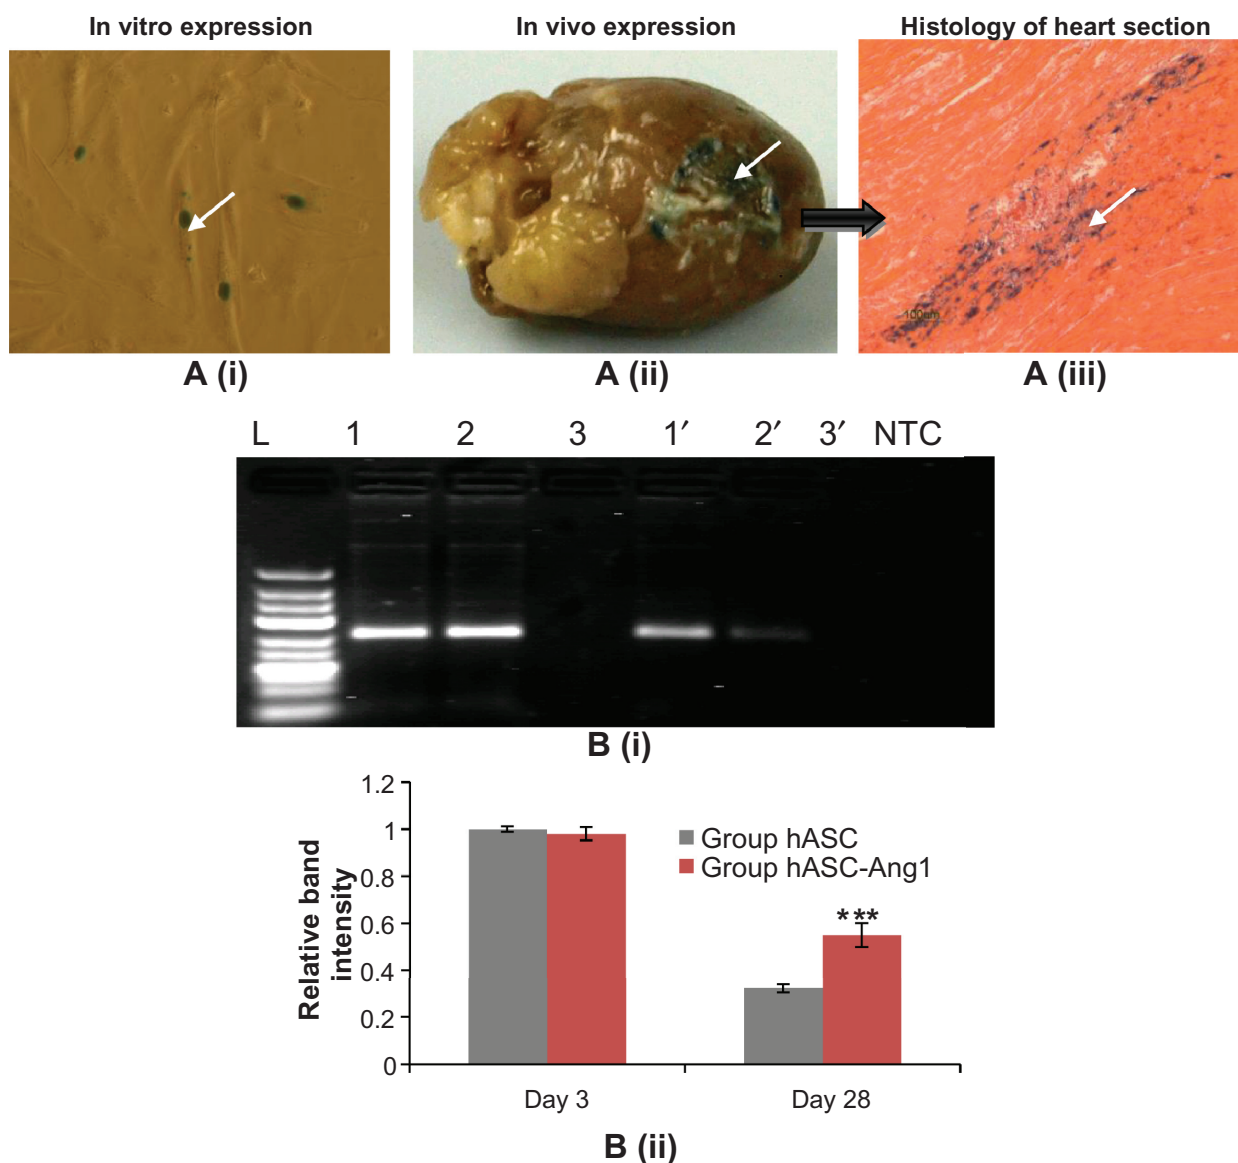 In vitro expression
In vivo expression
Histology of heart section
100um
A (i)
A (ii)
A (iii)
L 1 2 3 1′ 2′ 3′ NTC
B (i)
1.2
1
0.8
0.6
0.4
0.2
0
Relative band
intensity
Group hASC
Group hASC-Ang1
***
Day 3
Day 28
B (ii)